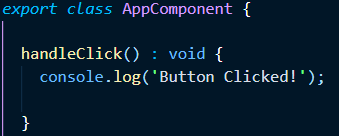 export class AppComponent {
handleClick() : void {
console.log('Button Clicked!');
}